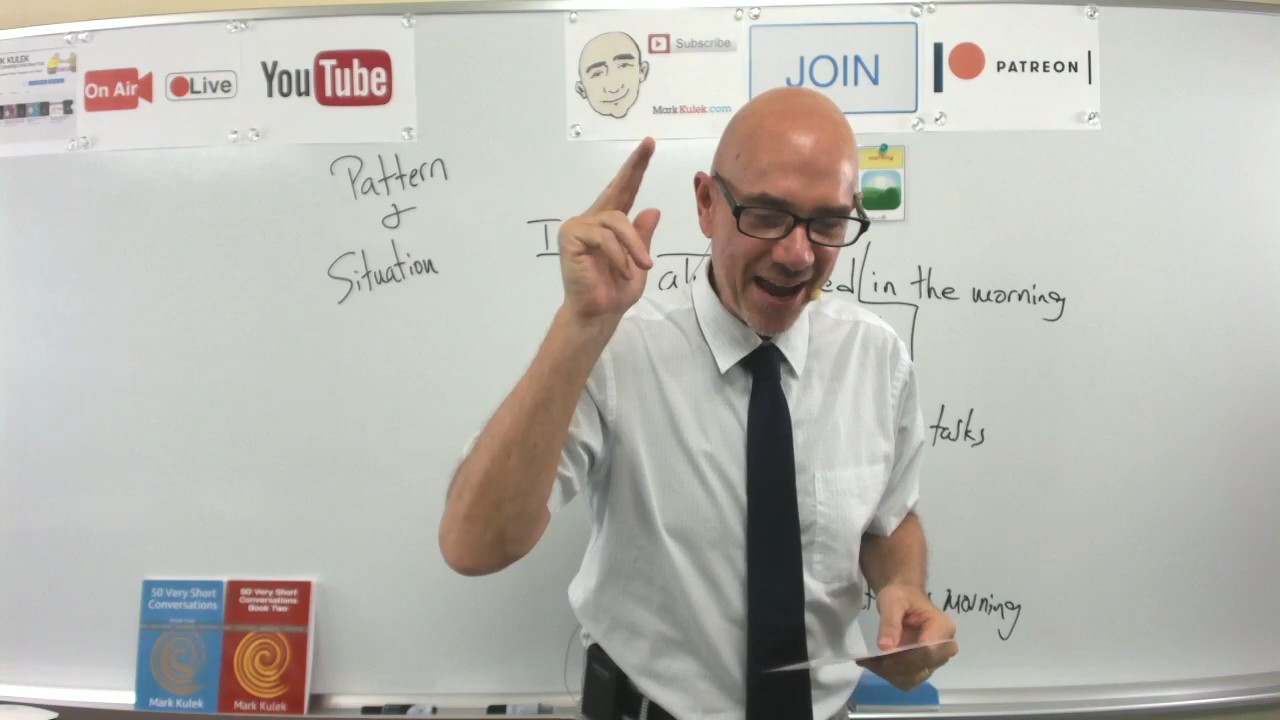 K KULEK
On Air
Live
YouTube
Subscribe
MarkKulek.com
JOIN
PATREON
Pattern
&
Situation
I
in the morning
tasks
morning
50 Very Short
Conversations
Mark Kulek
50 Very Short
Conversations
Book Two
Mark Kulek